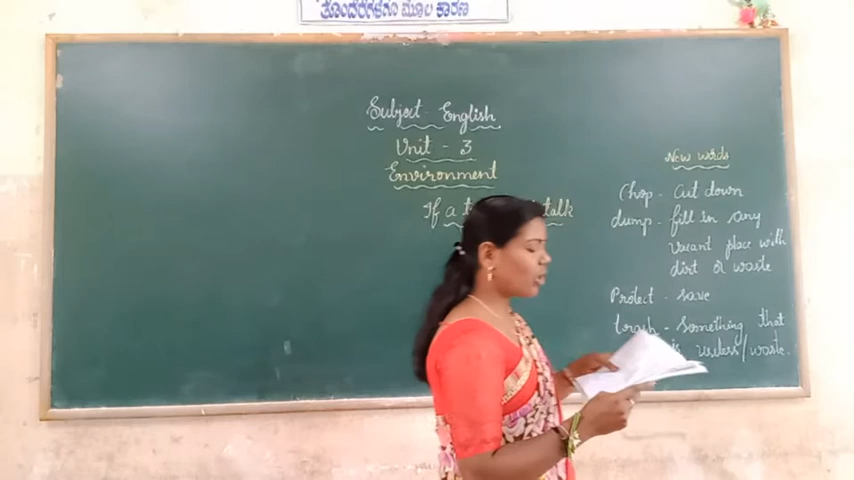 ತೊಂದರೆಗಳಿಗೂ ಮೂಲ ಕಾರಣ
Subject - English
Unit - 3
Environment
If a talk
New words
Chop - cut down
dump - fill in any
vacant place with
dirt or waste
Protect - save
trash - something that
is useless/waste.